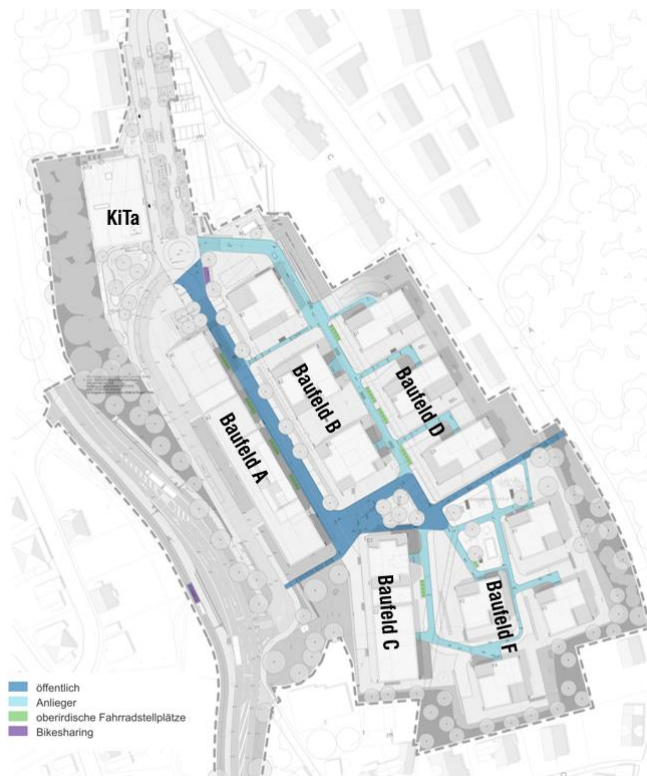 KiTa
Baufeld A
Baufeld B
Baufeld D
Baufeld C
Baufeld F
öffentlich
Anlieger
oberirdische Fahrradstellplätze
Bikesharing